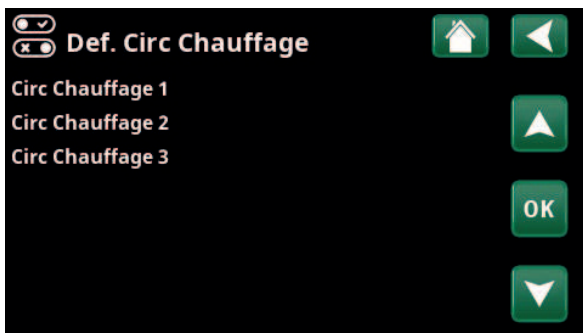 Def. Circ Chauffage
Circ Chauffage 1
Circ Chauffage 2
Circ Chauffage 3
OK